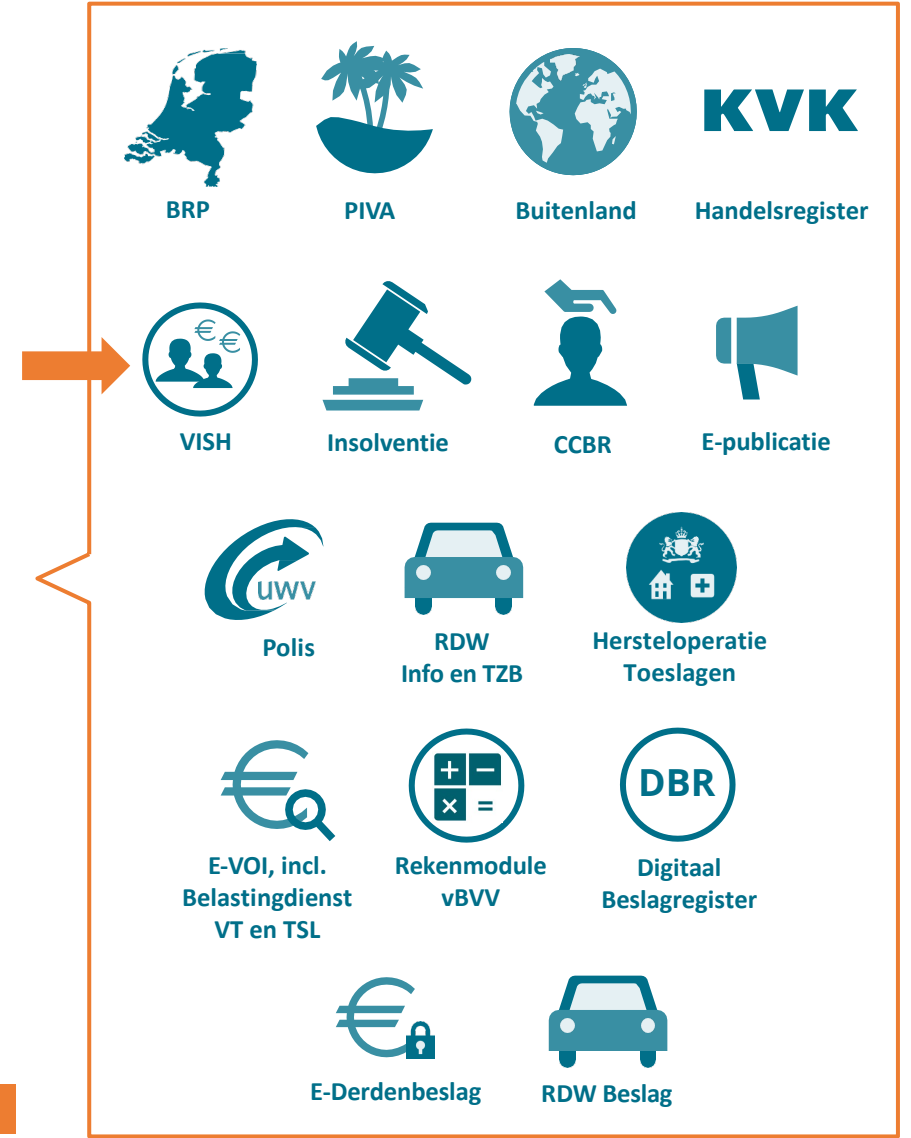 KVK
BRP
PIVA
Buitenland
Handelsregister
€ €
VISH
Insolventie
CCBR
E-publicatie
uwv
Polis
RDW
Info en TZB
Hersteloperatie
Toeslagen
€
+ −
× =
DBR
E-VOI, incl.
Belastingdienst
VT en TSL
Rekenmodule
vBVV
Digitaal
Beslagregister
€
E-Derdenbeslag
RDW Beslag